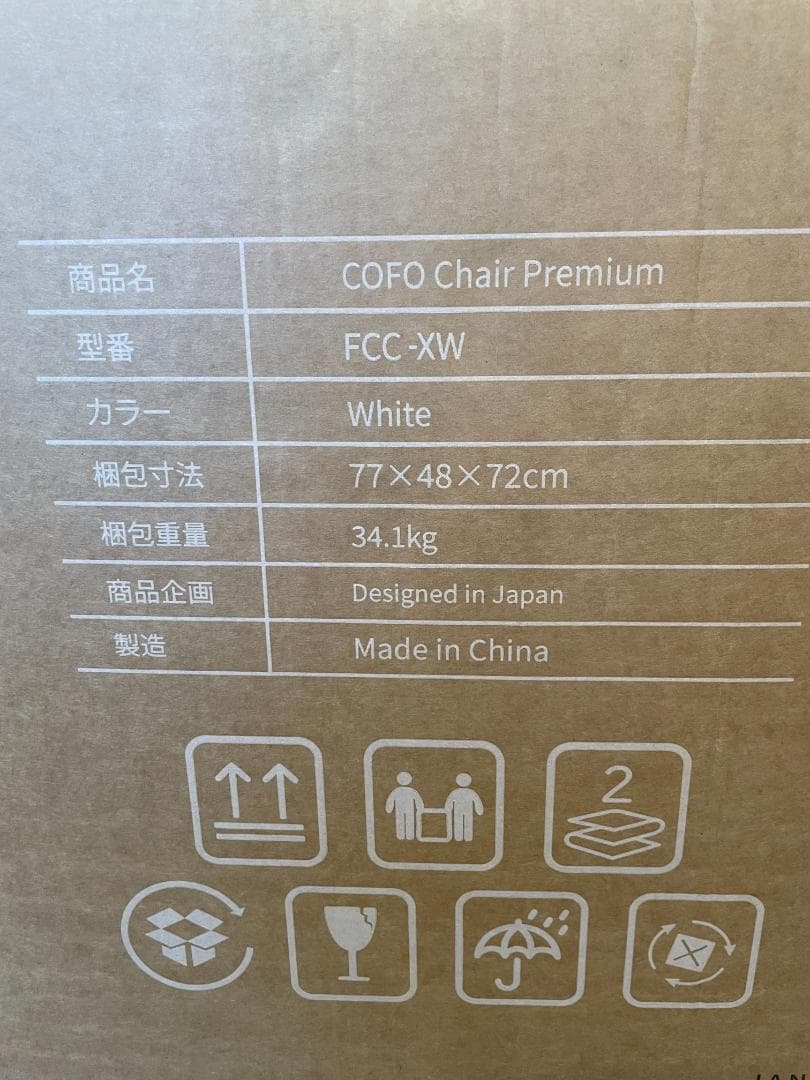 商品名 COFO Chair Premium
型番 FCC -XW
カラー White
梱包寸法 77×48×72cm
梱包重量 34.1kg
商品企画 Designed in Japan
製造 Made in China
2